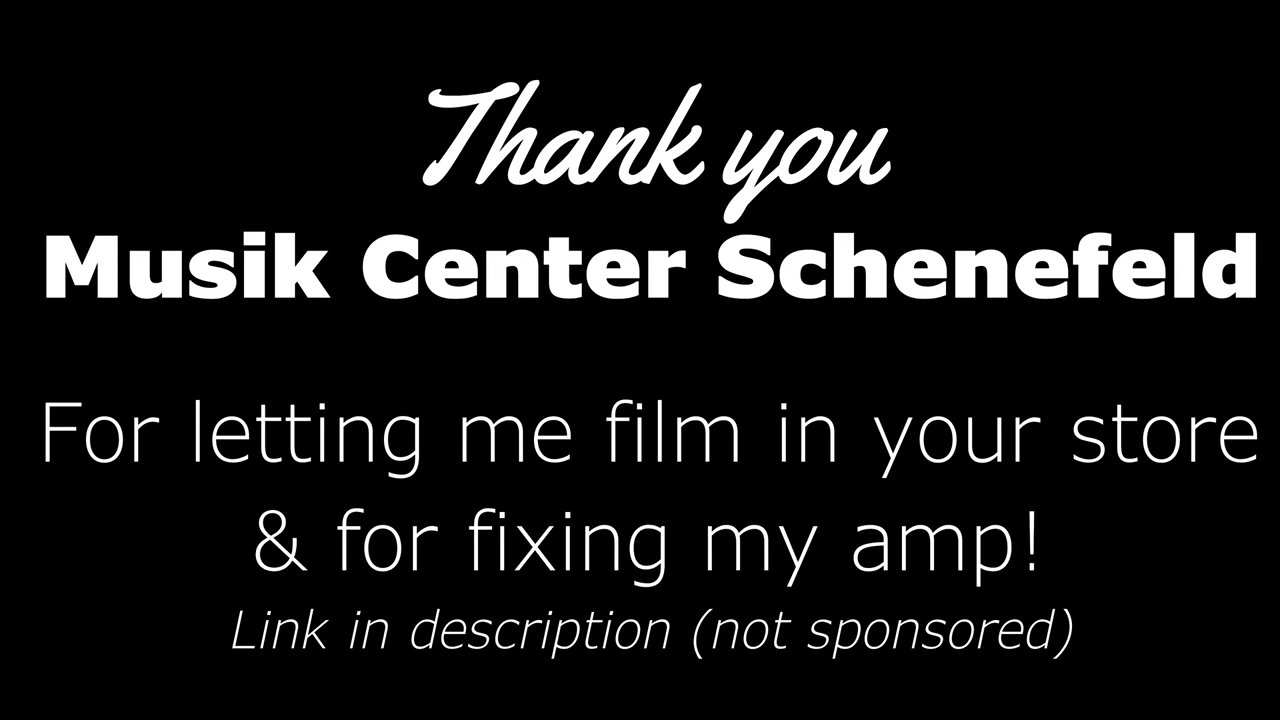 Thank you
Musik Center Schenefeld
For letting me film in your store
& for fixing my amp!
Link in description (not sponsored)